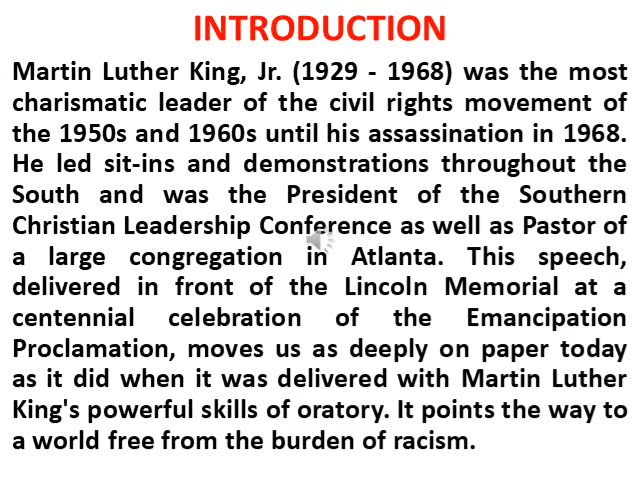 INTRODUCTION
Martin Luther King, Jr. (1929 - 1968) was the most
charismatic leader of the civil rights movement of
the 1950s and 1960s until his assassination in 1968.
He led sit-ins and demonstrations throughout the
South and was the President of the Southern
Christian Leadership Conference as well as Pastor of
a large congregation in Atlanta. This speech,
delivered in front of the Lincoln Memorial at a
centennial celebration of the Emancipation
Proclamation, moves us as deeply on paper today
as it did when it was delivered with Martin Luther
King's powerful skills of oratory. It points the way to
a world free from the burden of racism.